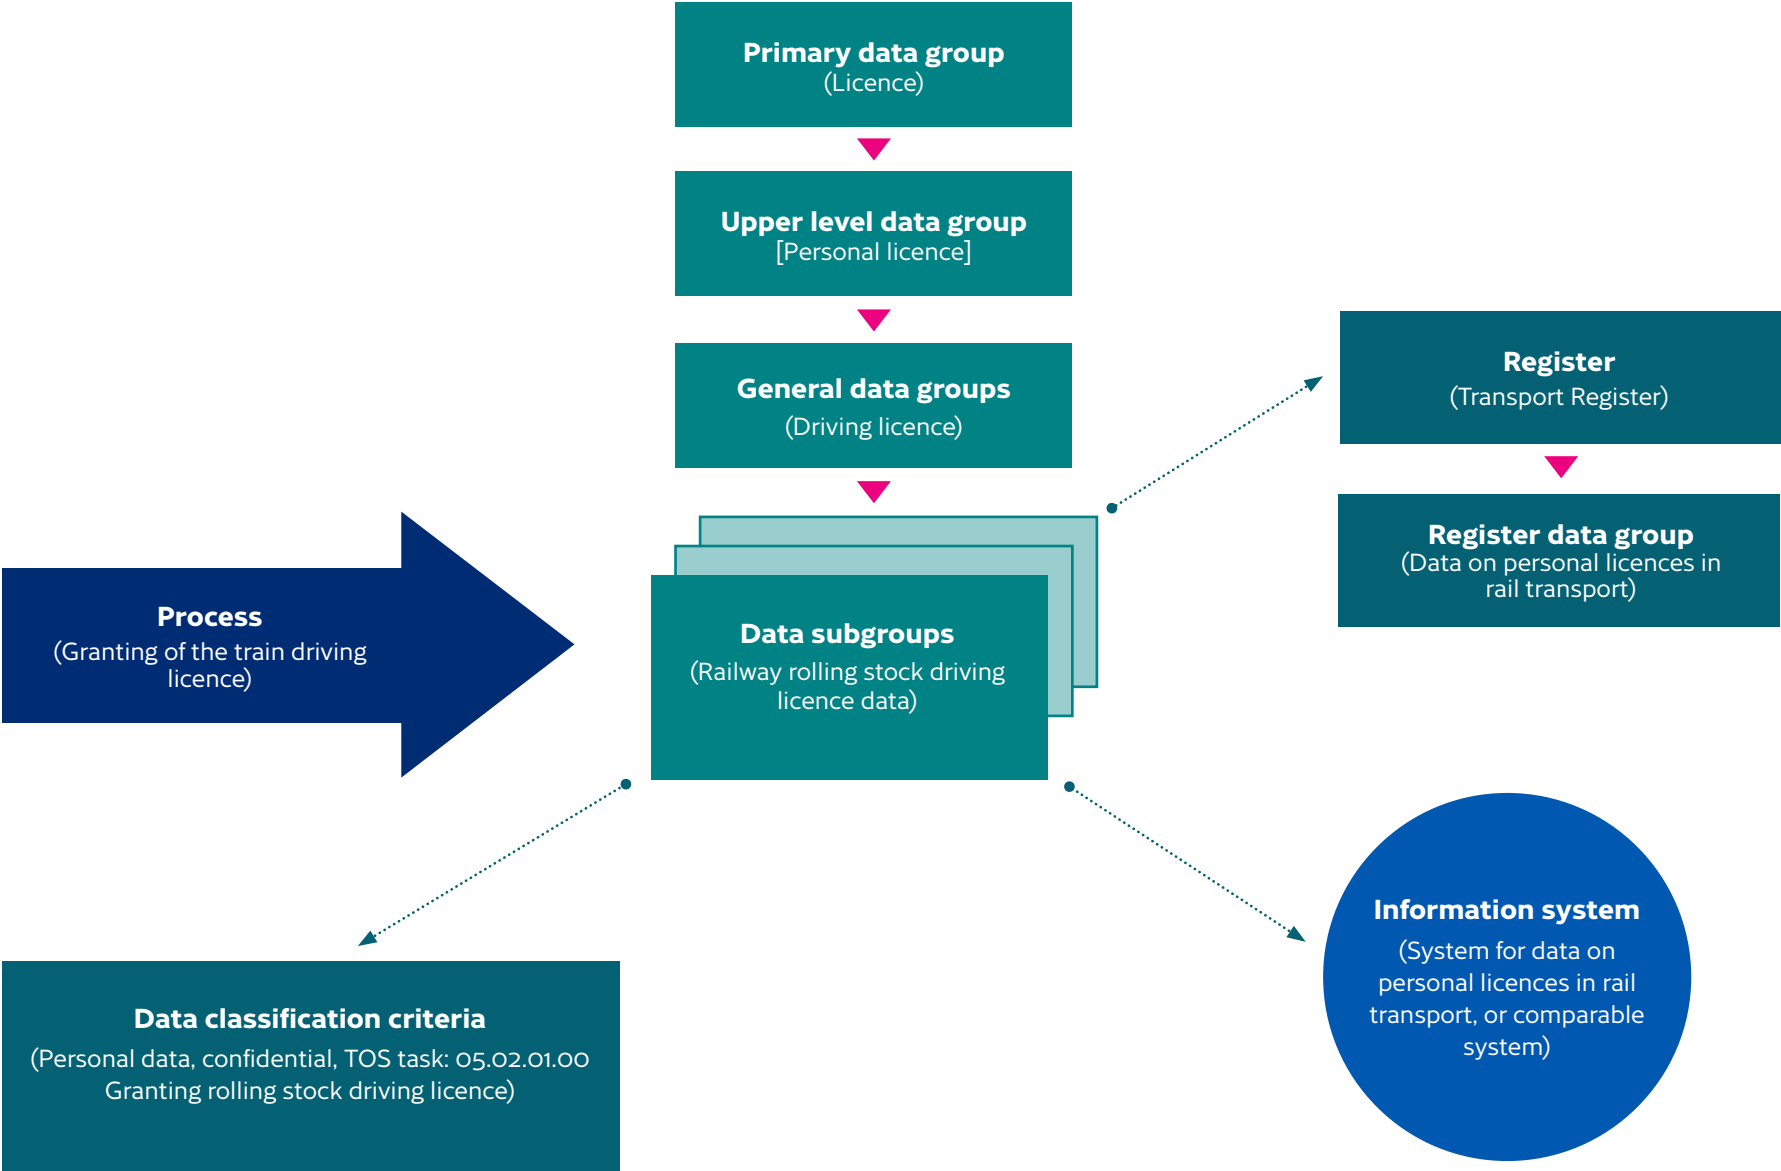 Primary data group
(Licence)
Upper level data group
[Personal licence]
General data groups
(Driving licence)
Register
(Transport Register)
Register data group
(Data on personal licences in
rail transport)
Process
(Granting of the train driving
licence)
Data subgroups
(Railway rolling stock driving
licence data)
Information system
(System for data on
personal licences in rail
transport, or comparable
system)
Data classification criteria
(Personal data, confidential, TOS task: 05.02.01.00
Granting rolling stock driving licence)